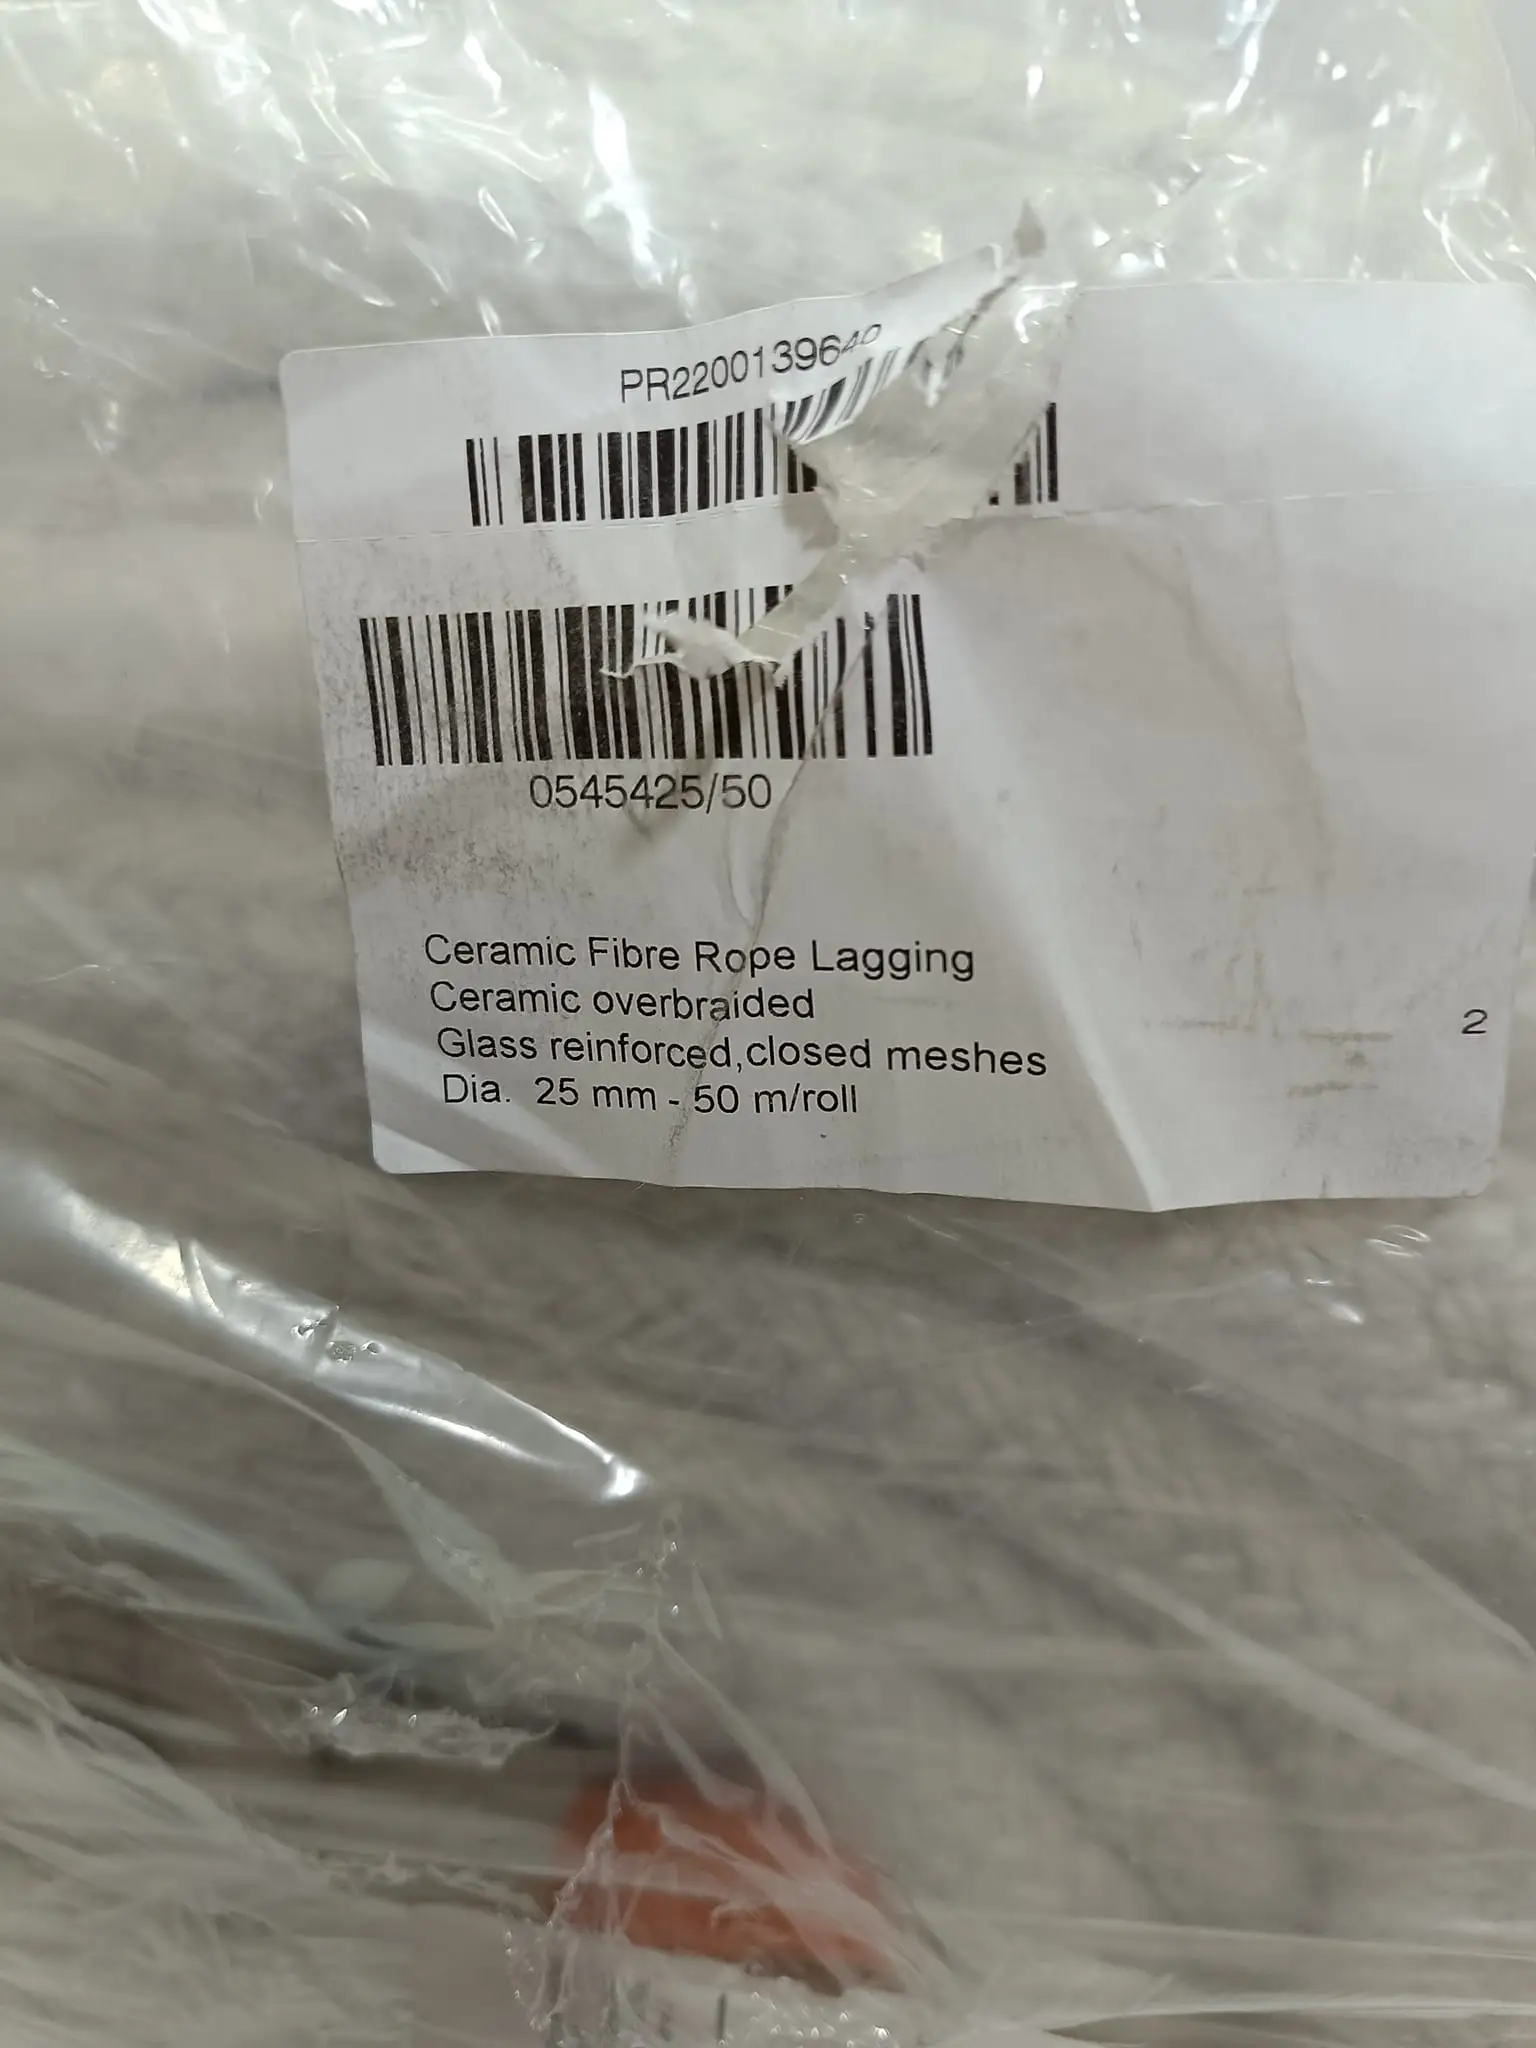 PR2200139640
0545425/50
Ceramic Fibre Rope Lagging
Ceramic overbraided
Glass reinforced,closed meshes
2
Dia. 25 mm - 50 m/roll